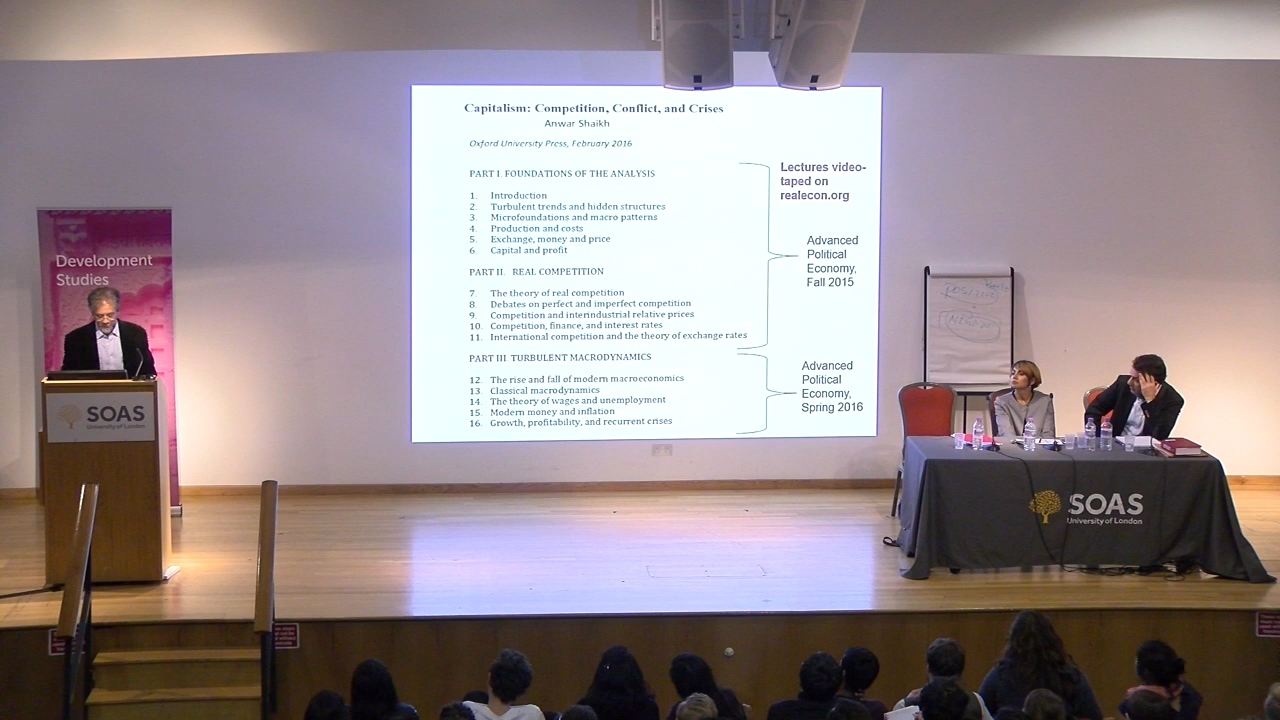 Capitalism: Competition, Conflict, and Crises
Anwar Shaikh
Oxford University Press, February 2016
PART I. FOUNDATIONS OF THE ANALYSIS
1. Introduction
2. Turbulent trends and hidden structures
3. Microfoundations and macro patterns
4. Production and costs
5. Exchange, money and price
6. Capital and profit
PART II. REAL COMPETITION
7. The theory of real competition
8. Debates on perfect and imperfect competition
9. Competition and interindustrial relative prices
10. Competition, finance, and interest rates
11. International competition and the theory of exchange rates
PART III TURBULENT MACRODYNAMICS
12. The rise and fall of modern macroeconomics
13. Classical macrodynamics
14. The theory of wages and unemployment
15. Modern money and inflation
16. Growth, profitability, and recurrent crises
Lectures video-
taped on
realecon.org
Advanced
Political
Economy,
Fall 2015
Advanced
Political
Economy,
Spring 2016
Development
Studies
SOAS
University of London
SOAS
University of London